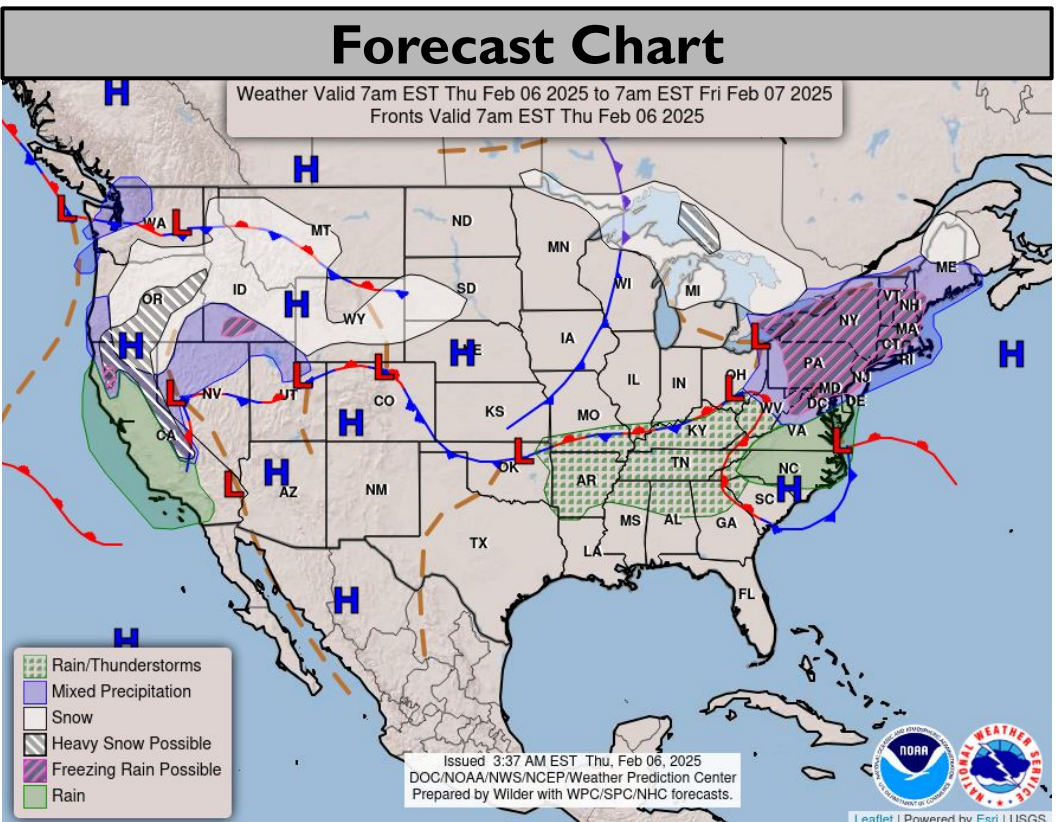 Forecast Chart
Weather Valid 7am EST Thu Feb 06 2025 to 7am EST Fri Feb 07 2025
Fronts Valid 7am EST Thu Feb 06 2025
H
H
L
WA
L
MT
ND
MN
ME
OR
ID
H
WY
SD
WI
MI
VT
NH
NY
MA
CT
RI
H
H
IA
L
PA
H
L
NV
L
UT
L
CO
H
KS
MO
IL
IN
OH
L
WV
MD
NJ
DC
DE
VA
CA
L
H
AZ
NM
OK
L
AR
KY
TN
NC
L
H
SC
TX
LA
MS
AL
GA
FL
H
H
Rain/Thunderstorms
Mixed Precipitation
Snow
Heavy Snow Possible
Freezing Rain Possible
Rain
Issued 3:37 AM EST Thu, Feb 06, 2025
DOC/NOAA/NWS/NCEP/Weather Prediction Center
Prepared by Wilder with WPC/SPC/NHC forecasts.
NOAA
NATIONAL WEATHER SERVICE
Leaflet | Powered by Esri | USGS